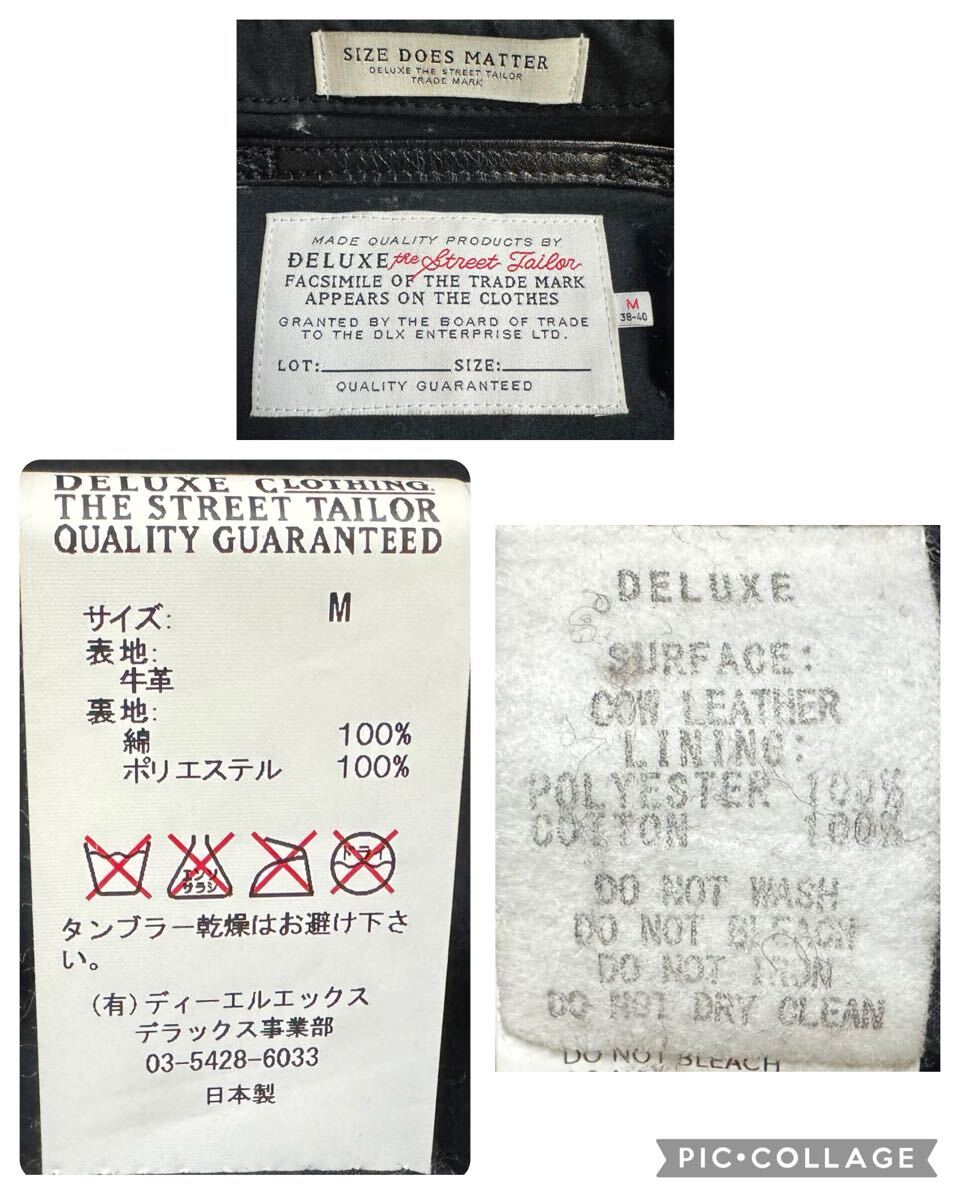 SIZE DOES MATTER
DELUXE THE STREET TAILOR
TRADE MARK
MADE QUALITY PRODUCTS BY
DELUXE the Street Tailor
FACSIMILE OF THE TRADE MARK
APPEARS ON THE CLOTHES
GRANTED BY THE BOARD OF TRADE
TO THE DLX ENTERPRISE LTD.
LOT: SIZE:
QUALITY GUARANTEED
M
38-40
DELUXE CLOTHING.
THE STREET TAILOR
QUALITY GUARANTEED
サイズ: M
表地:
牛革
裏地:
綿 100%
ポリエステル 100%
エンソ
サラシ
ドライ
タンブラー乾燥はお避け下さ
い。
(有)ディーエルエックス
デラックス事業部
03-5428-6033
日本製
DELUXE
SURFACE:
COW LEATHER
LINING:
POLYESTER 100%
COTTON 100%
DO NOT WASH
DO NOT BLEACH
DO NOT IRON
DO NOT DRY CLEAN
DO NOT BLEACH
PIC•COLLAGE